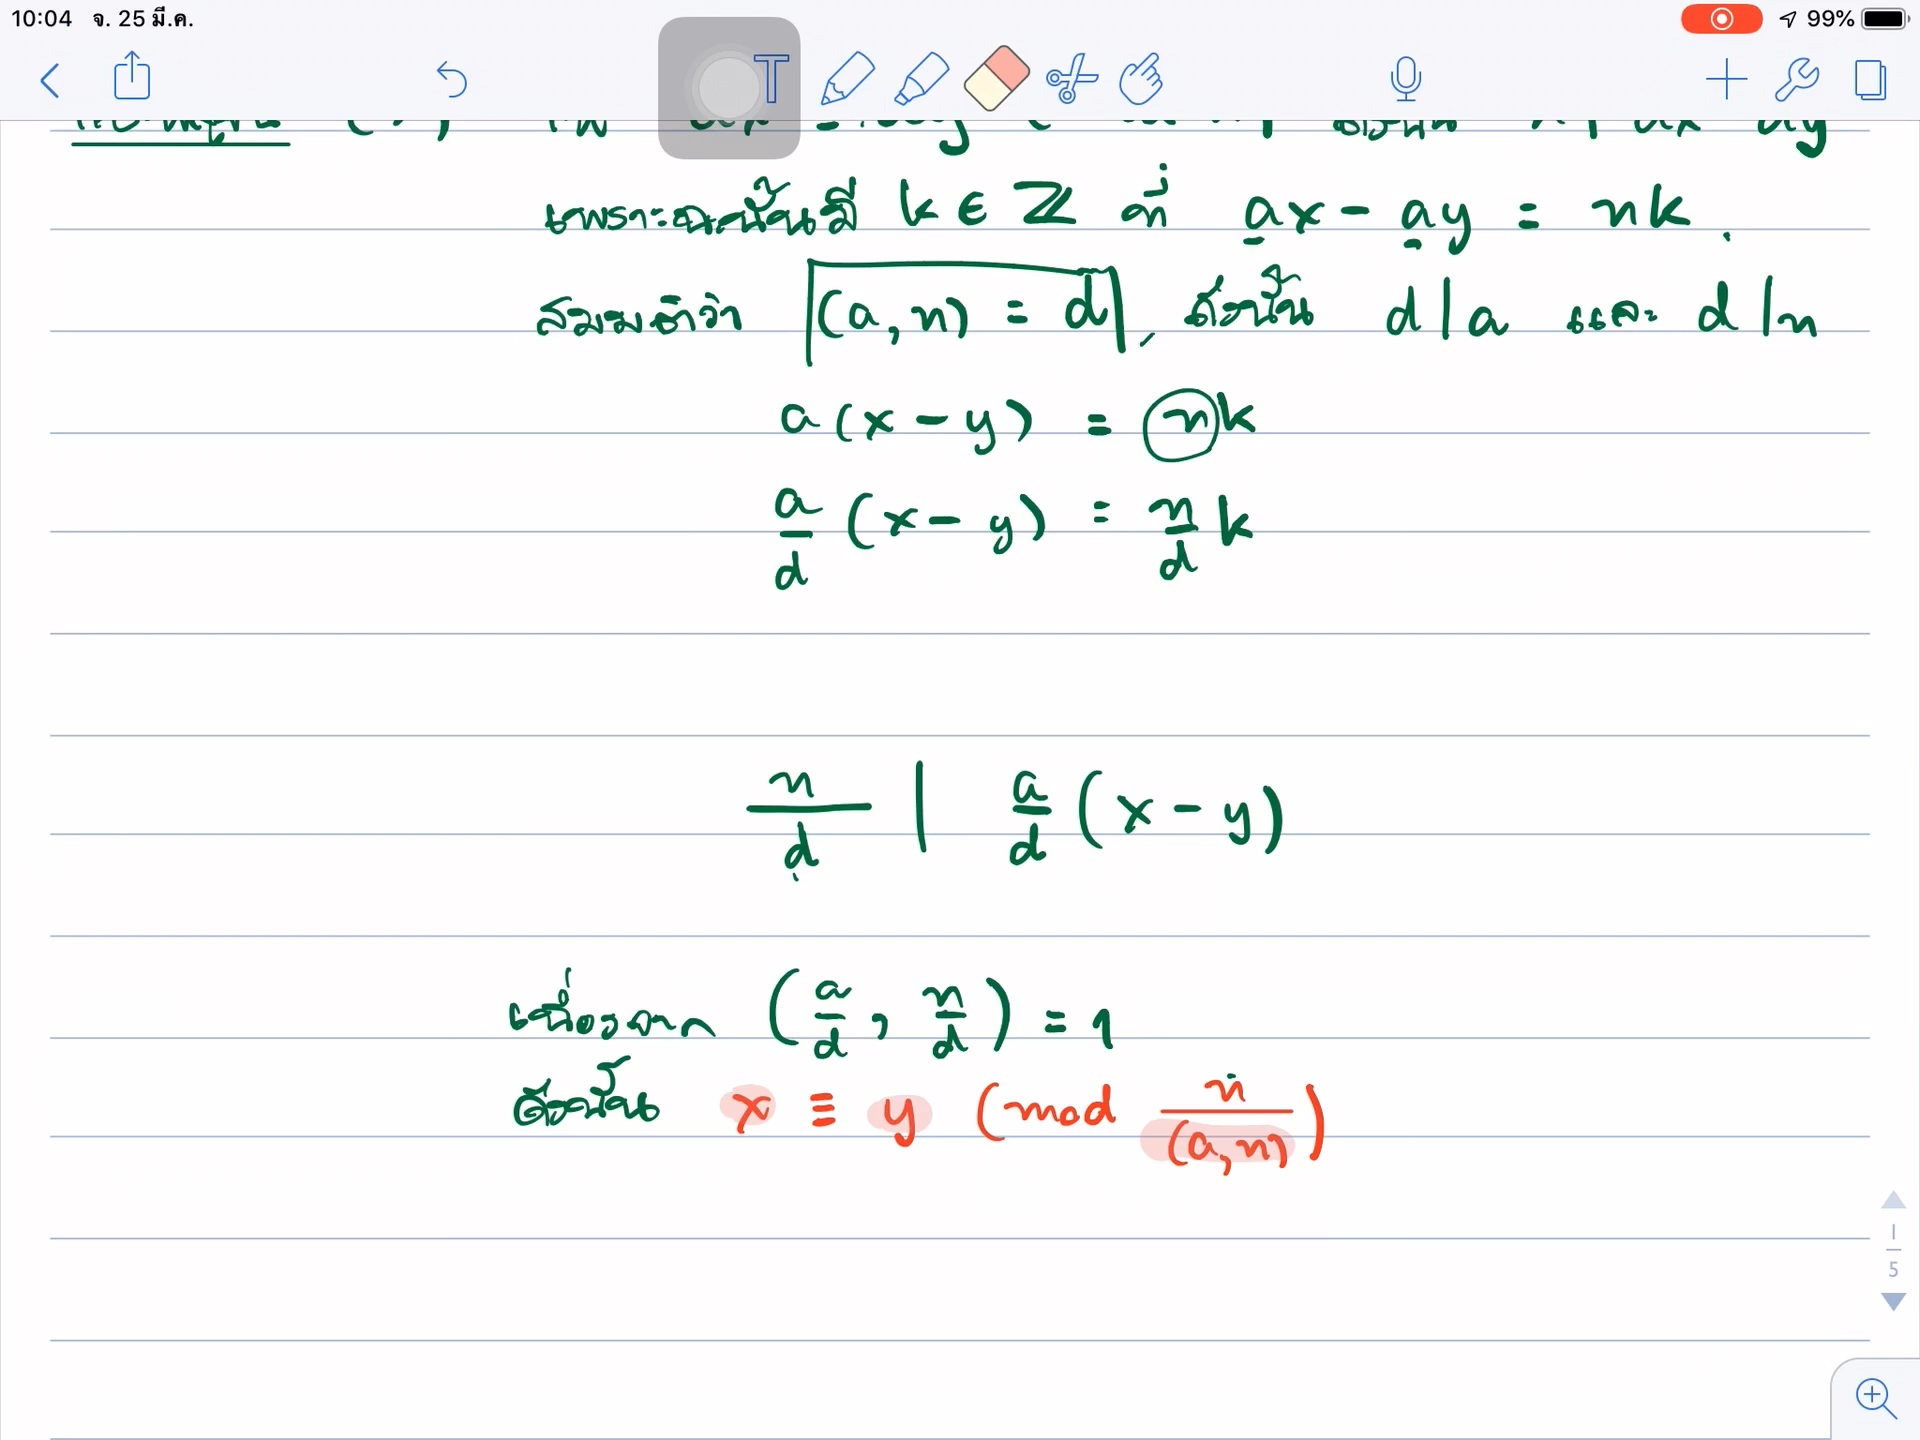 10:04 จ. 25 มี.ค. 99%
T
เพราะฉะนั้นมี k ∈ ℤ ที่ ax - ay = nk.
สมมติว่า (a,n) = d, ดังนั้น d|a และ d|n
a(x-y) = nk
a/d (x-y) = n/d k
n/d | a/d (x-y)
เนื่องจาก (a/d, n/d) = 1
ดังนั้น x ≡ y (mod n/(a,n))
1
5